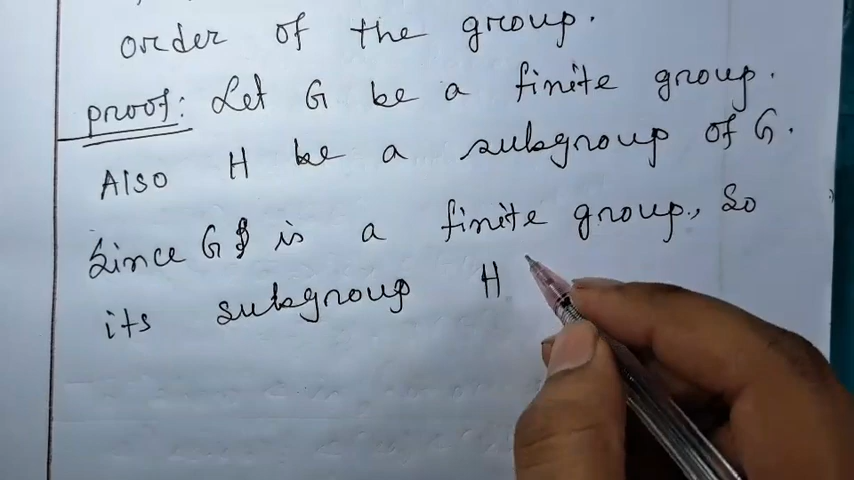 order of the group.
proof: Let G be a finite group.
Also H be a subgroup of G.
Since G is a finite group, So
its subgroup H